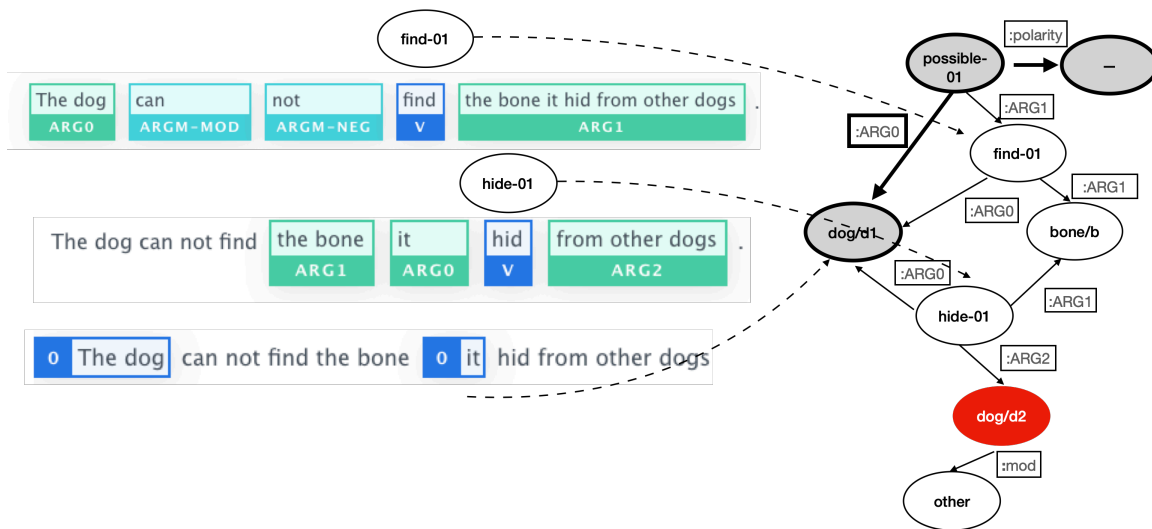 find-01
The dog can not find the bone it hid from other dogs .
ARG0 ARGM-MOD ARGM-NEG V ARG1
hide-01
The dog can not find the bone it hid from other dogs .
ARG1 ARG0 V ARG2
0 The dog can not find the bone 0 it hid from other dogs
:polarity
possible-
01
–
:ARG1
:ARG0
find-01
:ARG1
:ARG0
dog/d1
bone/b
:ARG0
:ARG1
hide-01
:ARG2
dog/d2
:mod
other